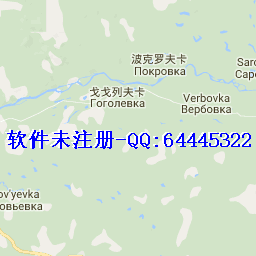 波克罗夫卡
Покровка
Saro
Capo
戈戈列夫卡
Гоголевка
Verbovka
Вербовка
软件未注册-QQ:64445322
ov'yevka
овьевка